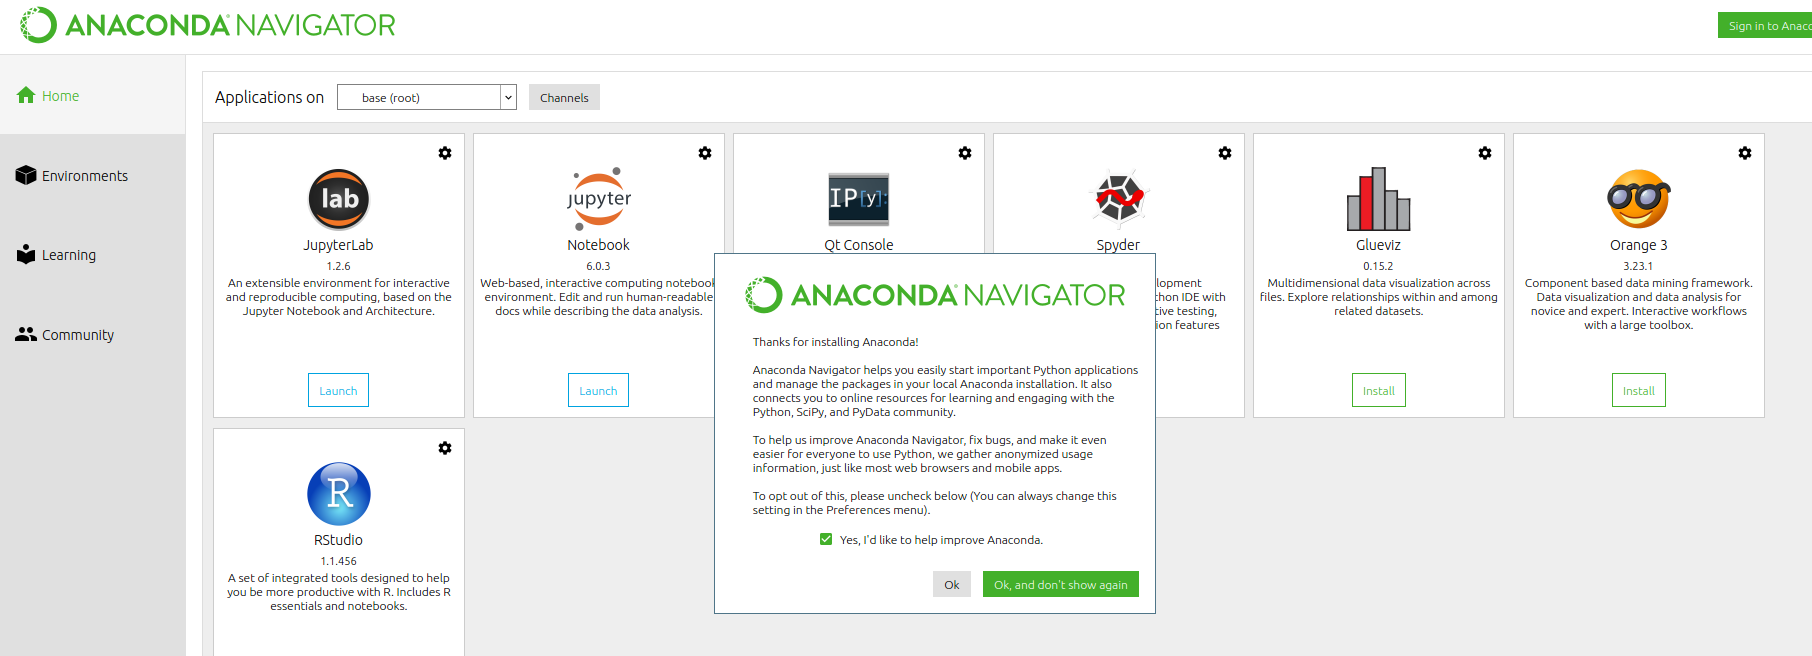 ANACONDA NAVIGATOR
Sign in to Anaco
Home
Environments
Learning
Community
Applications on
base (root)
Channels
lab
JupyterLab
1.2.6
An extensible environment for interactive
and reproducible computing, based on the
Jupyter Notebook and Architecture.
Launch
jupyter
Notebook
6.0.3
Web-based, interactive computing notebook
environment. Edit and run human-readable
docs while describing the data analysis.
Launch
IP[y]:
Qt Console
Spyder
lopment
thon IDE with
tive testing,
ion features
Glueviz
0.15.2
Multidimensional data visualization across
files. Explore relationships within and among
related datasets.
Install
Orange 3
3.23.1
Component based data mining framework.
Data visualization and data analysis for
novice and expert. Interactive workflows
with a large toolbox.
Install
R
RStudio
1.1.456
A set of integrated tools designed to help
you be more productive with R. Includes R
essentials and notebooks.
ANACONDA NAVIGATOR
Thanks for installing Anaconda!
Anaconda Navigator helps you easily start important Python applications
and manage the packages in your local Anaconda installation. It also
connects you to online resources for learning and engaging with the
Python, SciPy, and PyData community.
To help us improve Anaconda Navigator, fix bugs, and make it even
easier for everyone to use Python, we gather anonymized usage
information, just like most web browsers and mobile apps.
To opt out of this, please uncheck below (You can always change this
setting in the Preferences menu).
Yes, I'd like to help improve Anaconda.
Ok
Ok, and don't show again